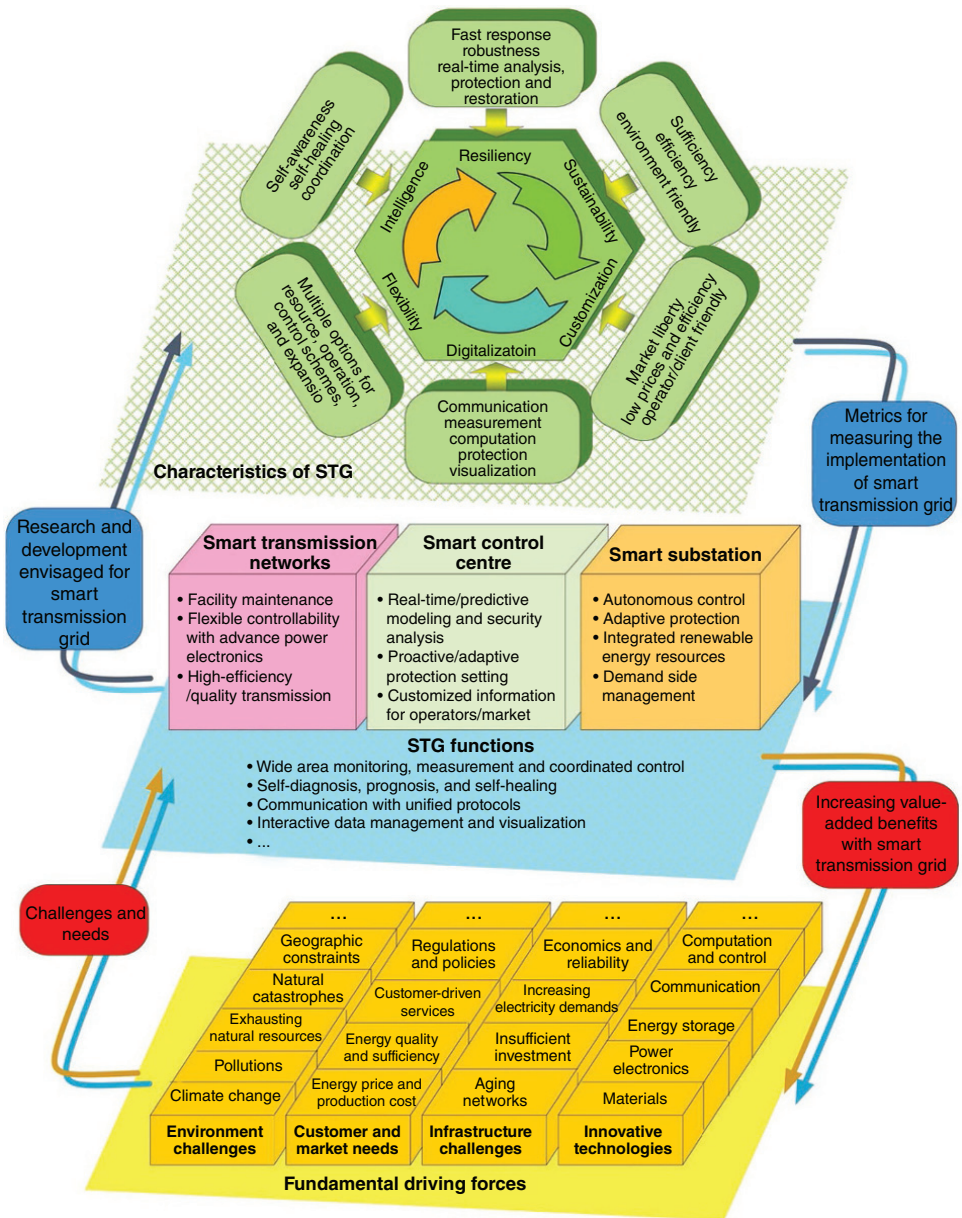 Fast response
robustness
real-time analysis,
protection and
restoration
Self-awareness
self-healing
coordination
Sufficiency
efficiency
environment friendly
Resiliency
Intelligence
Sustainability
Flexibility
Customization
Digitalizatoin
Multiple options for
resource, operation,
control schemes,
and expansio
Market liberty
low prices and efficiency
operator/client friendly
Communication
measurement
computation
protection
visualization
Characteristics of STG
Research and
development
envisaged for
smart
transmission
grid
Metrics for
measuring the
implementation
of smart
transmission grid
Smart transmission
networks
• Facility maintenance
• Flexible controllability
with advance power
electronics
• High-efficiency
/quality transmission
Smart control
centre
• Real-time/predictive
modeling and security
analysis
• Proactive/adaptive
protection setting
• Customized information
for operators/market
Smart substation
• Autonomous control
• Adaptive protection
• Integrated renewable
energy resources
• Demand side
management
STG functions
• Wide area monitoring, measurement and coordinated control
• Self-diagnosis, prognosis, and self-healing
• Communication with unified protocols
• Interactive data management and visualization
• ...
Challenges and
needs
Increasing value-
added benefits
with smart
transmission grid
...
Geographic
constraints
Natural
catastrophes
Exhausting
natural resources
Pollutions
Climate change
Environment
challenges
...
Regulations
and policies
Customer-driven
services
Energy quality
and sufficiency
Energy price and
production cost
Customer and
market needs
...
Economics and
reliability
Increasing
electricity demands
Insufficient
investment
Aging
networks
Infrastructure
challenges
...
Computation
and control
Communication
Energy storage
Power
electronics
Materials
Innovative
technologies
Fundamental driving forces